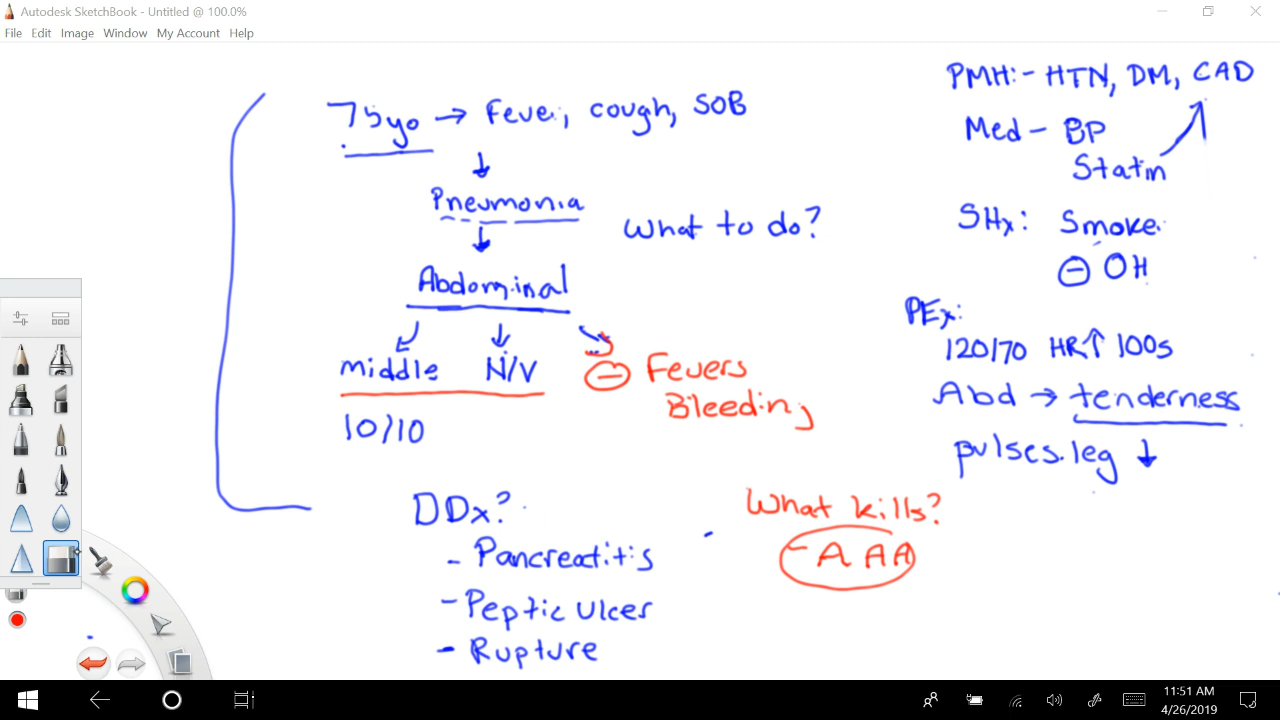 Autodesk SketchBook - Untitled @ 100.0%
File Edit Image Window My Account Help
75yo → Fever, cough, SOB
↓
Pneumonia
↓
What to do?
Abdominal
middle N/V ⊖ Fevers
Bleeding
10/10
DDx?
- Pancreatitis
- Peptic ulcer
- Rupture
What kills?
- AAA
PMH:- HTN, DM, CAD
Med - BP
Statin
SHx: Smoke.
⊖ OH
PEx:
120/70 HR↑ 100s
Abd → tenderness
pulses.leg ↓
11:51 AM
4/26/2019